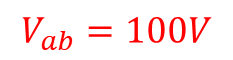 V_ab = 100V